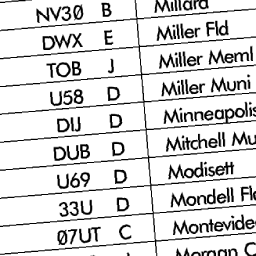 NV30 B Millard
DWX E Miller Fld
TOB J Miller Meml
U58 D Miller Muni
DIJ D Minneapolis
DUB D Mitchell Mu
U69 D Modisett
33U D Mondell Fl
07UT C Montevide